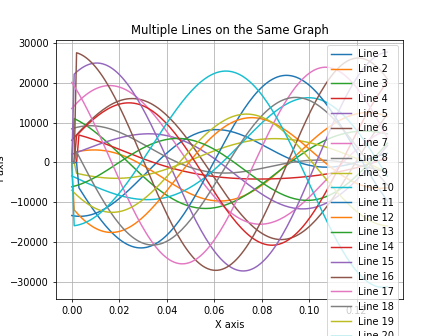 Multiple Lines on the Same Graph
30000
20000
10000
0
−10000
−20000
−30000
0.00
0.02
0.04
0.06
0.08
0.10
X axis
Line 1
Line 2
Line 3
Line 4
Line 5
Line 6
Line 7
Line 8
Line 9
Line 10
Line 11
Line 12
Line 13
Line 14
Line 15
Line 16
Line 17
Line 18
Line 19
Line 20